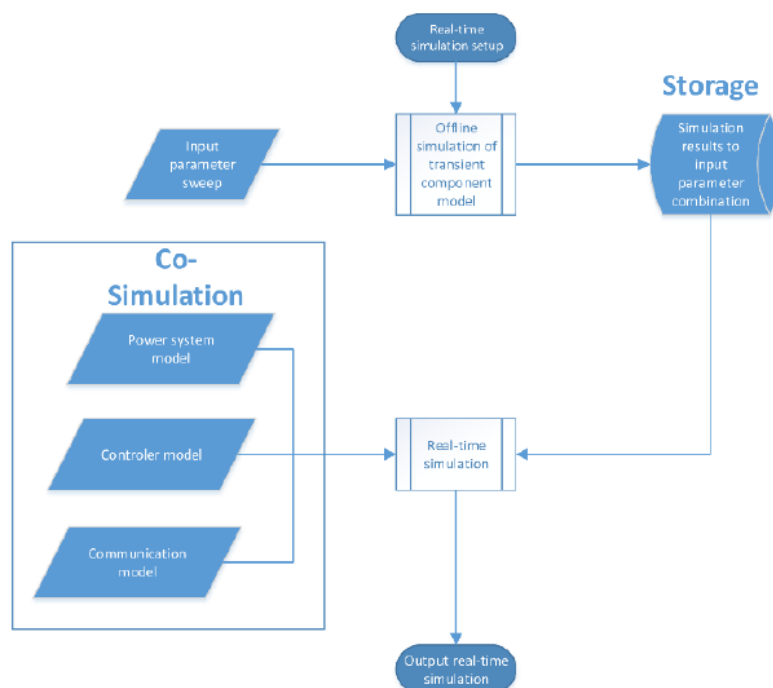 Real-time
simulation setup
Storage
Input
parameter
sweep
Offline
simulation of
transient
component
model
Simulation
results to
input
parameter
combination
Co-
Simulation
Power system
model
Controler model
Real-time
simulation
Communication
model
Output real-time
simulation